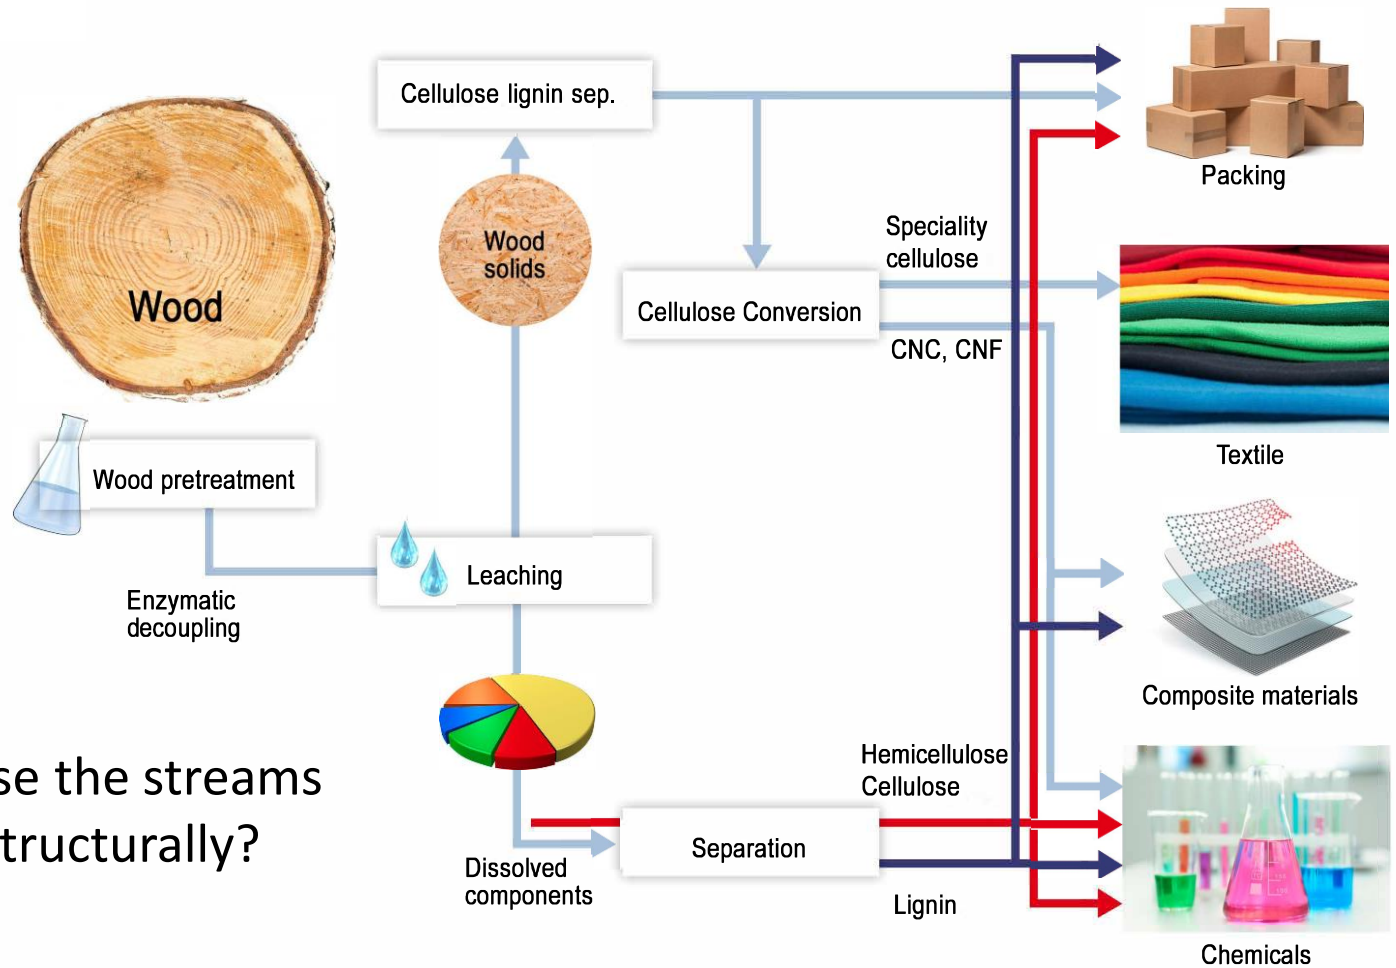 Cellulose lignin sep.
Packing
Wood
solids
Speciality
cellulose
Wood
Cellulose Conversion
CNC, CNF
Textile
Wood pretreatment
Leaching
Enzymatic
decoupling
Composite materials
Hemicellulose
Cellulose
se the streams
tructurally?
Separation
Dissolved
components
Lignin
Chemicals